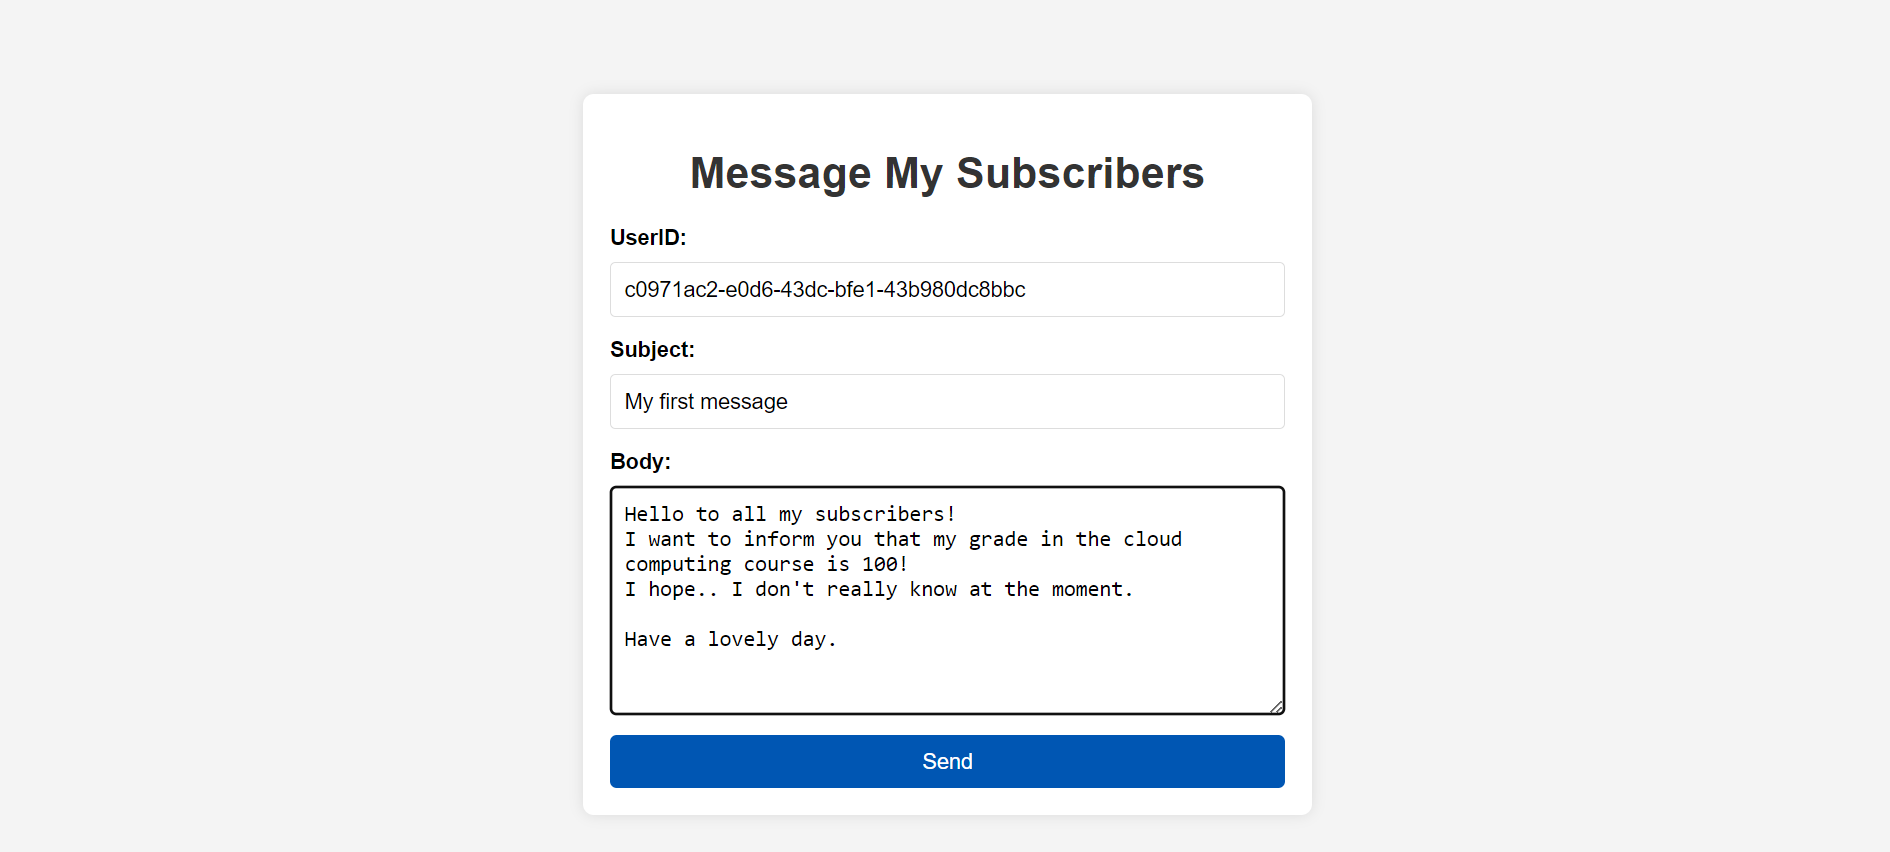 Message My Subscribers
UserID:
c0971ac2-e0d6-43dc-bfe1-43b980dc8bbc
Subject:
My first message
Body:
Hello to all my subscribers!
I want to inform you that my grade in the cloud
computing course is 100!
I hope.. I don't really know at the moment.
Have a lovely day.
Send